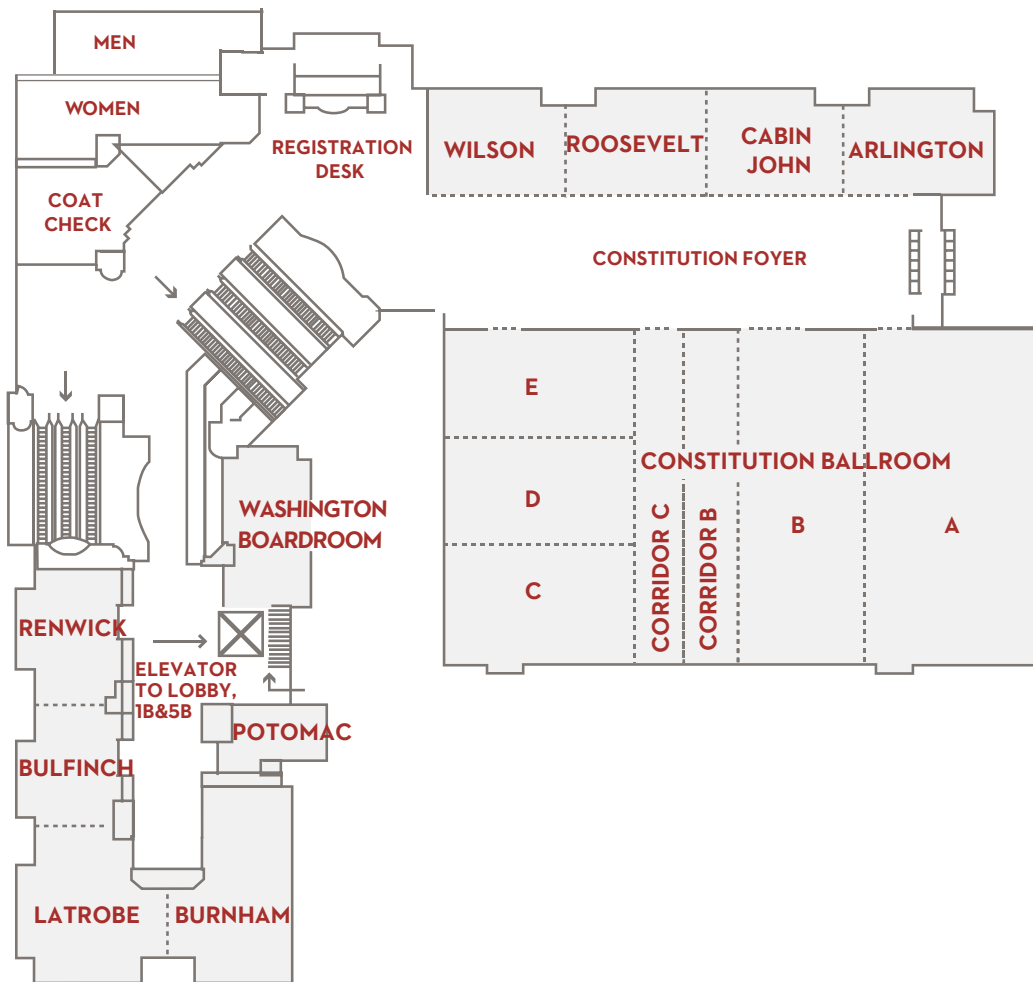 MEN
WOMEN
COAT
CHECK
REGISTRATION
DESK
WILSON
ROOSEVELT
CABIN
JOHN
ARLINGTON
CONSTITUTION FOYER
E
CONSTITUTION BALLROOM
D
C
CORRIDOR C
CORRIDOR B
B
A
WASHINGTON
BOARDROOM
RENWICK
ELEVATOR
TO LOBBY,
1B&5B
POTOMAC
BULFINCH
LATROBE
BURNHAM